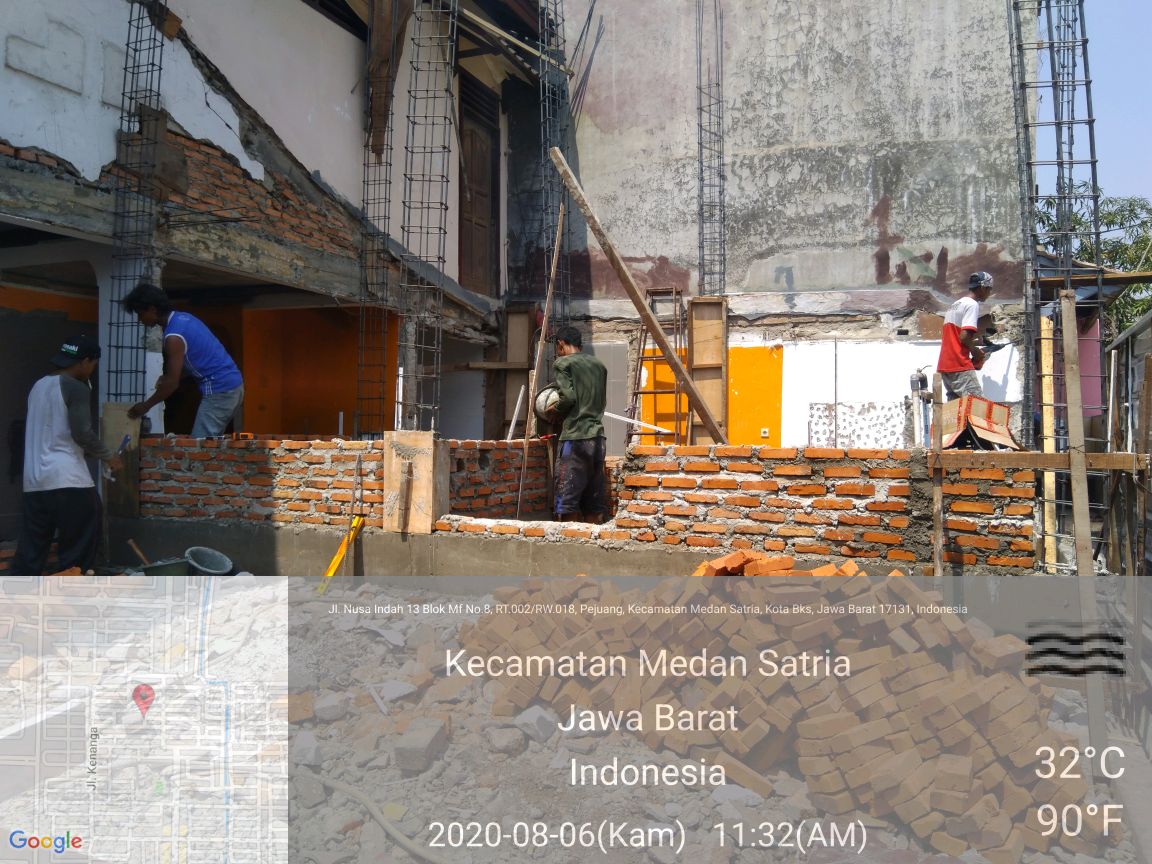 Jl. Nusa Indah 13 Blok Mf No.8, RT.002/RW.018, Pejuang, Kecamatan Medan Satria, Kota Bks, Jawa Barat 17131, Indonesia
Kecamatan Medan Satria
Jawa Barat
Indonesia
2020-08-06(Kam) 11:32(AM)
32°C
90°F
Jl. Kenanga
Google